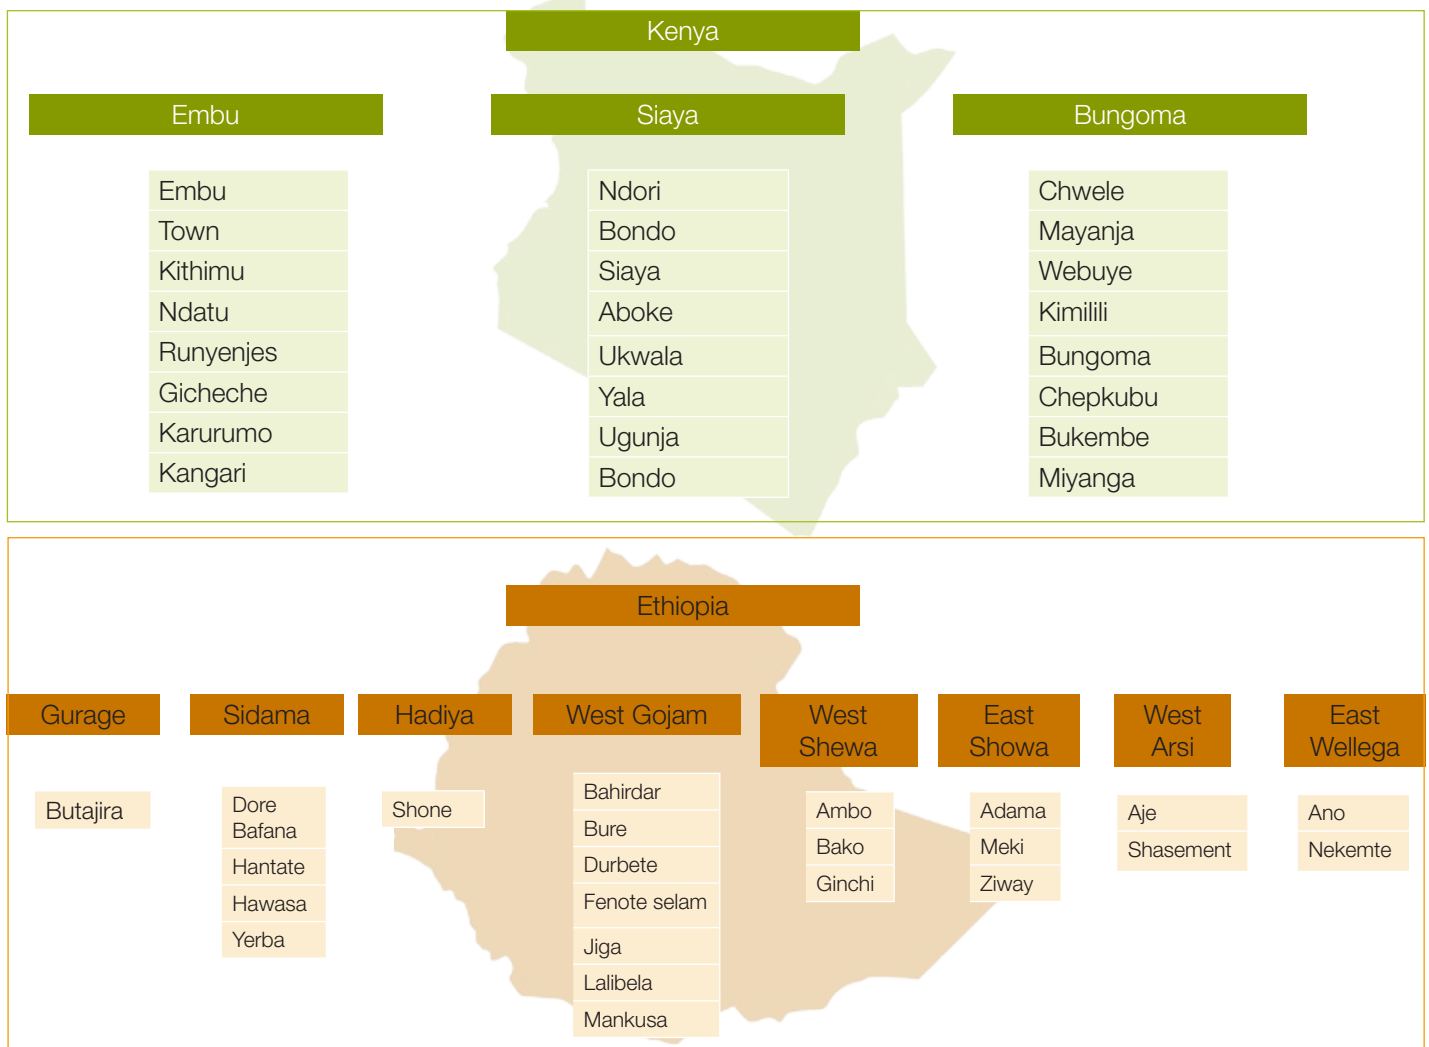 Kenya
Embu
Embu
Town
Kithimu
Ndatu
Runyenjes
Gicheche
Karurumo
Kangari
Siaya
Ndori
Bondo
Siaya
Aboke
Ukwala
Yala
Ugunja
Bondo
Bungoma
Chwele
Mayanja
Webuye
Kimilili
Bungoma
Chepkubu
Bukembe
Miyanga
Ethiopia
Gurage
Butajira
Sidama
Dore
Bafana
Hantate
Hawasa
Yerba
Hadiya
Shone
West Gojam
Bahirdar
Bure
Durbete
Fenote selam
Jiga
Lalibela
Mankusa
West
Shewa
Ambo
Bako
Ginchi
East
Showa
Adama
Meki
Ziway
West
Arsi
Aje
Shasement
East
Wellega
Ano
Nekemte